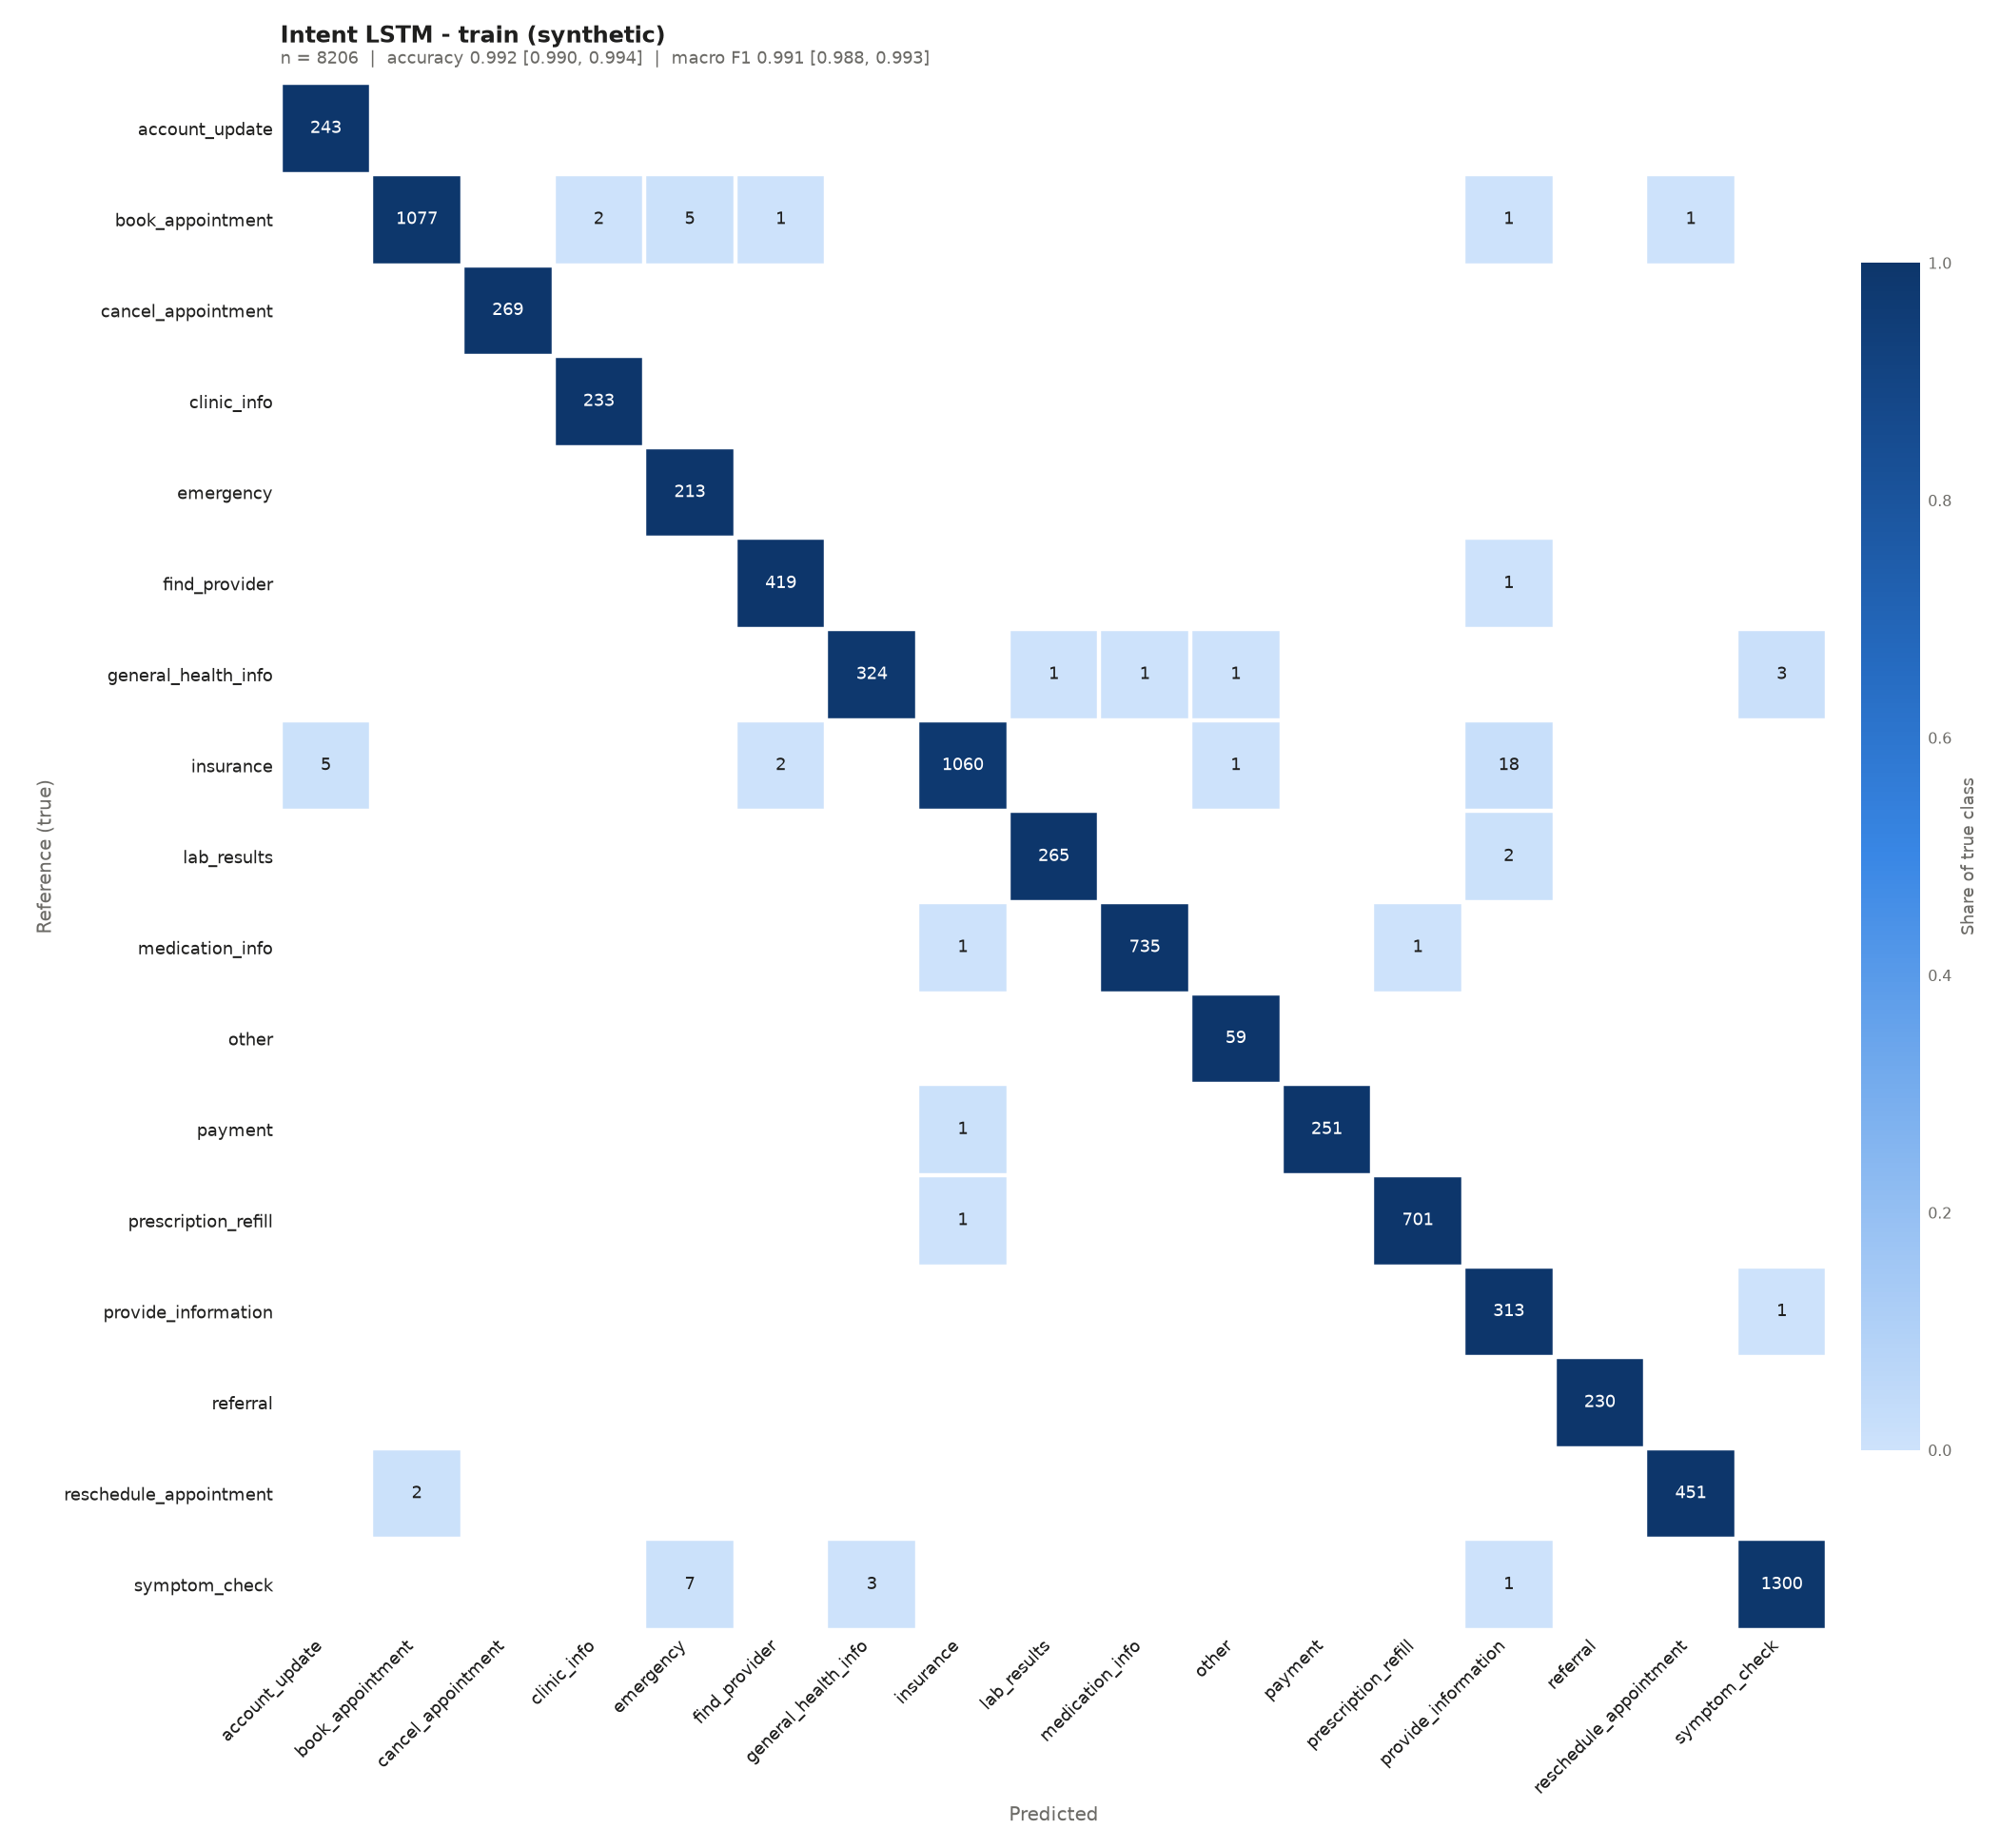 Intent LSTM - train (synthetic)
n = 8206 | accuracy 0.992 [0.990, 0.994] | macro F1 0.991 [0.988, 0.993]
account_update 243
book_appointment 1077 2 5 1 1 1
cancel_appointment 269
clinic_info 233
emergency 213
find_provider 419 1
general_health_info 324 1 1 1 3
insurance 5 2 1060 1 18
lab_results 265 2
medication_info 1 735 1
other 59
payment 1 251
prescription_refill 1 701
provide_information 313 1
referral 230
reschedule_appointment 2 451
symptom_check 7 3 1 1300
Reference (true)
account_update
book_appointment
cancel_appointment
clinic_info
emergency
find_provider
general_health_info
insurance
lab_results
medication_info
other
payment
prescription_refill
provide_information
referral
reschedule_appointment
symptom_check
Predicted
1.0
0.8
0.6
0.4
0.2
0.0
Share of true class